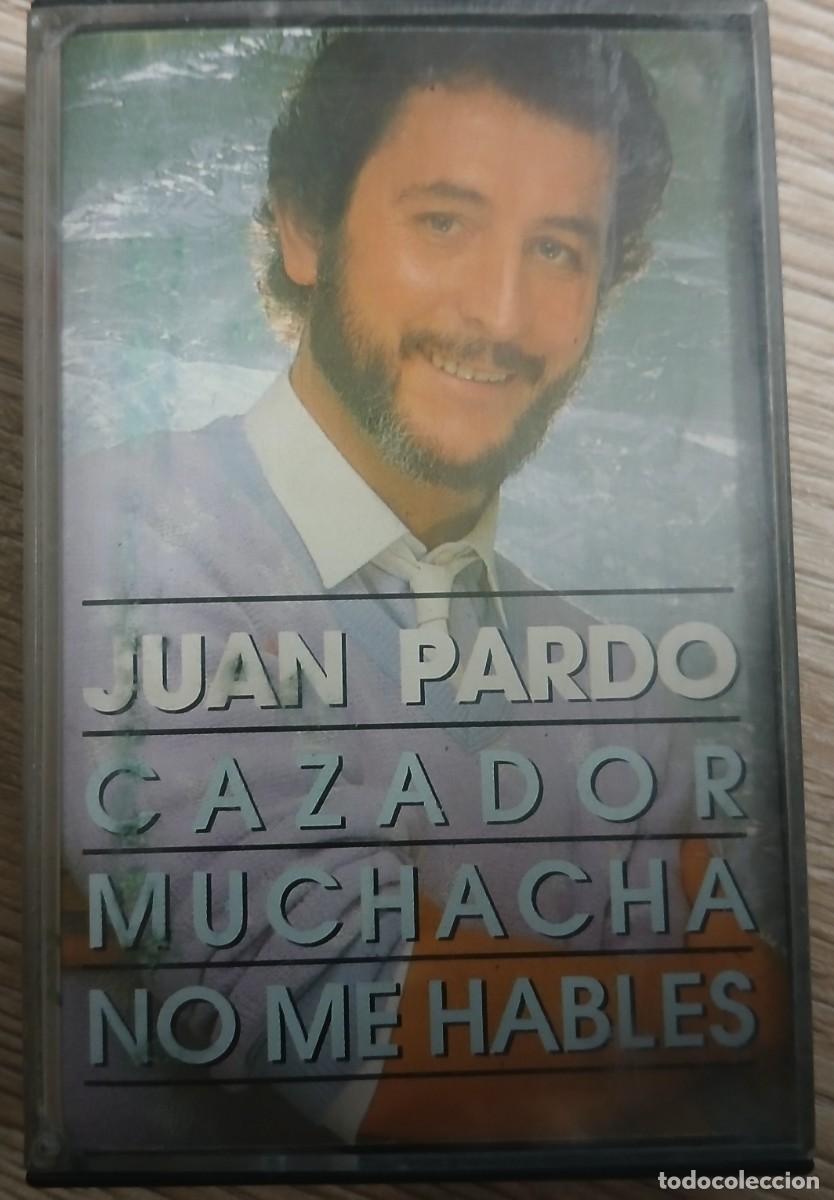 JUAN PARDO
CAZADOR
MUCHACHA
NO ME HABLES
todocoleccion